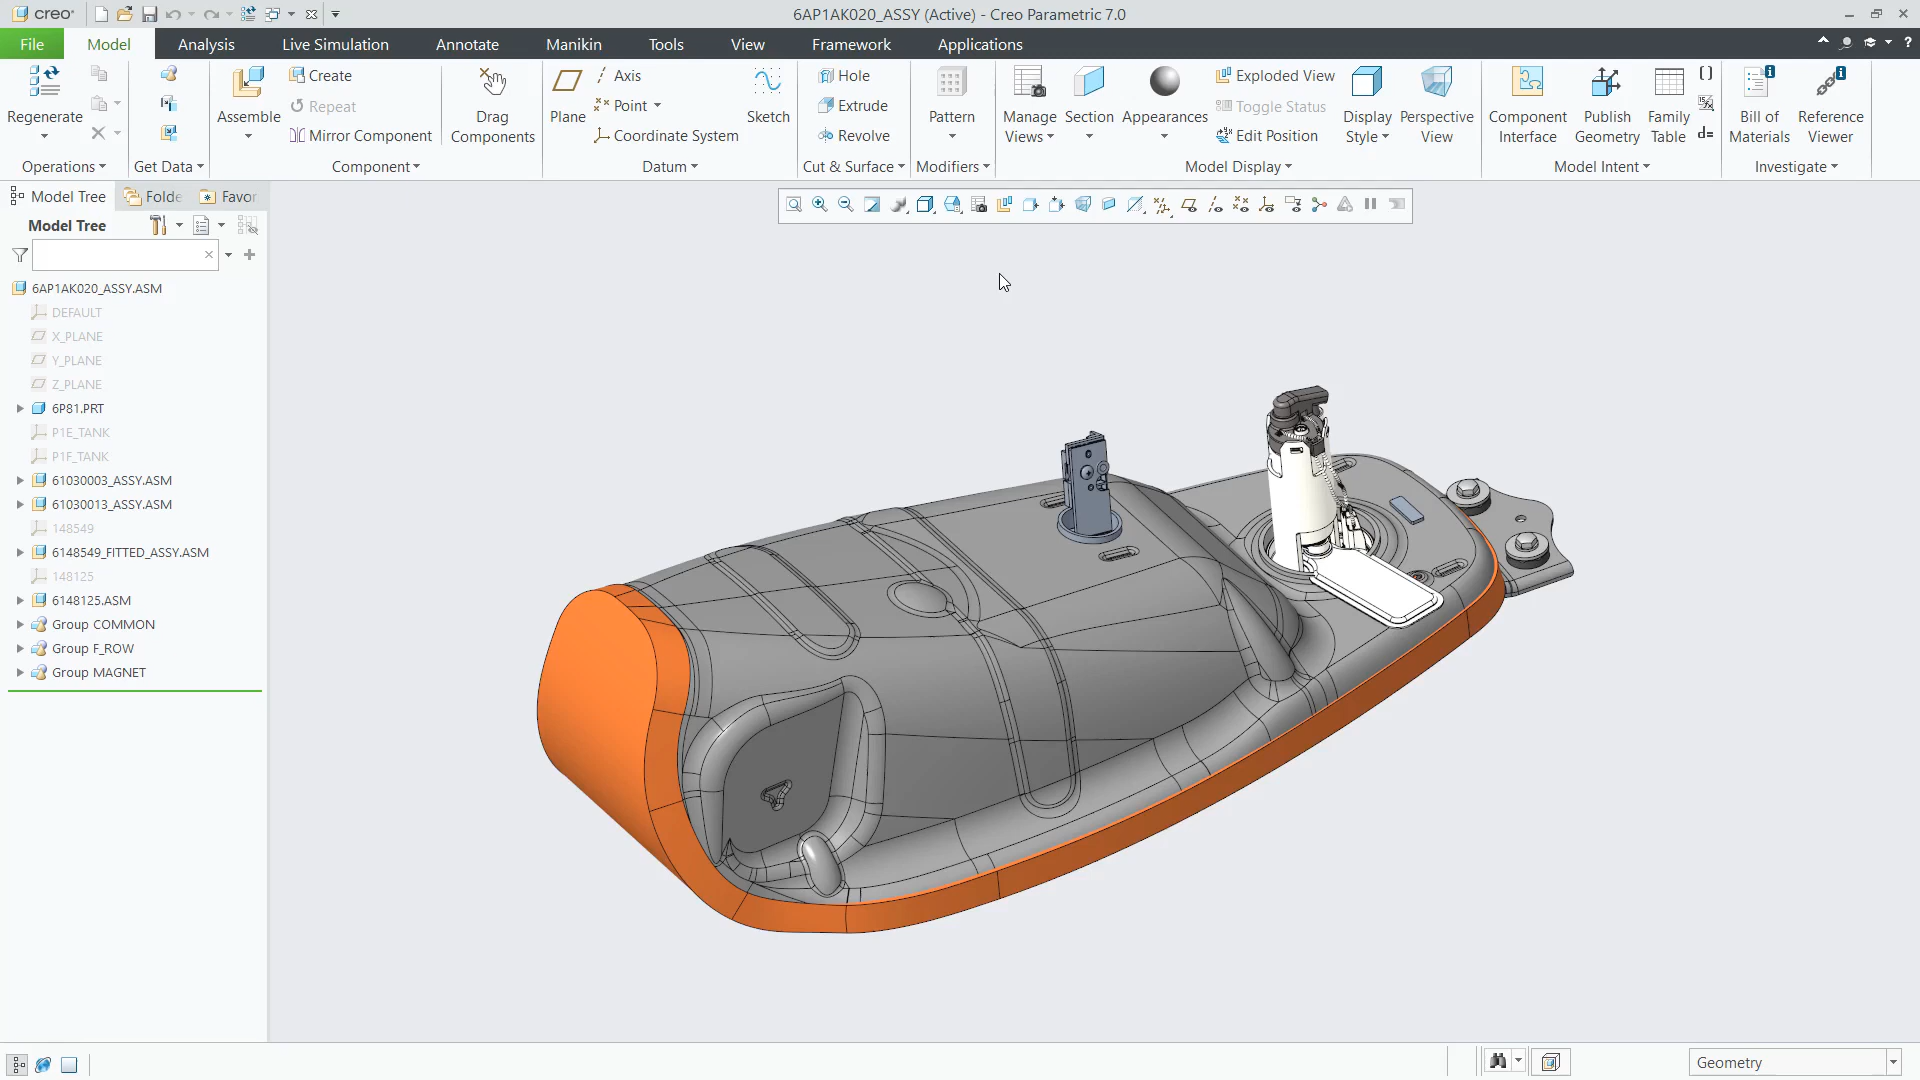 creo
6AP1AK020_ASSY (Active) - Creo Parametric 7.0
File Model Analysis Live Simulation Annotate Manikin Tools View Framework Applications
Regenerate
Operations
Get Data
Assemble
Create
Repeat
Mirror Component
Drag Components
Component
Plane
Axis
Point
Coordinate System
Sketch
Datum
Hole
Extrude
Revolve
Cut & Surface
Pattern
Modifiers
Manage Views
Section
Appearances
Exploded View
Toggle Status
Edit Position
Display Style
Perspective View
Model Display
Component Interface
Publish Geometry
Family Table
Model Intent
Bill of Materials
Reference Viewer
Investigate
Model Tree Folde Favor
Model Tree
6AP1AK020_ASSY.ASM
DEFAULT
X_PLANE
Y_PLANE
Z_PLANE
6P81.PRT
P1E_TANK
P1F_TANK
61030003_ASSY.ASM
61030013_ASSY.ASM
148549
6148549_FITTED_ASSY.ASM
148125
6148125.ASM
Group COMMON
Group F_ROW
Group MAGNET
Geometry